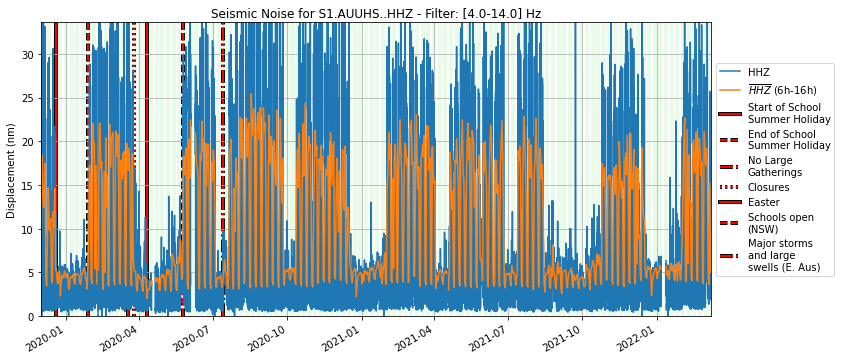 Seismic Noise for S1.AUUHS..HHZ - Filter: [4.0-14.0] Hz
Displacement (nm)
30
25
20
15
10
5
0
2020-01
2020-04
2020-07
2020-10
2021-01
2021-04
2021-07
2021-10
2022-01
HHZ
HHZ (6h-16h)
Start of School
Summer Holiday
End of School
Summer Holiday
No Large
Gatherings
Closures
Easter
Schools open
(NSW)
Major storms
and large
swells (E. Aus)